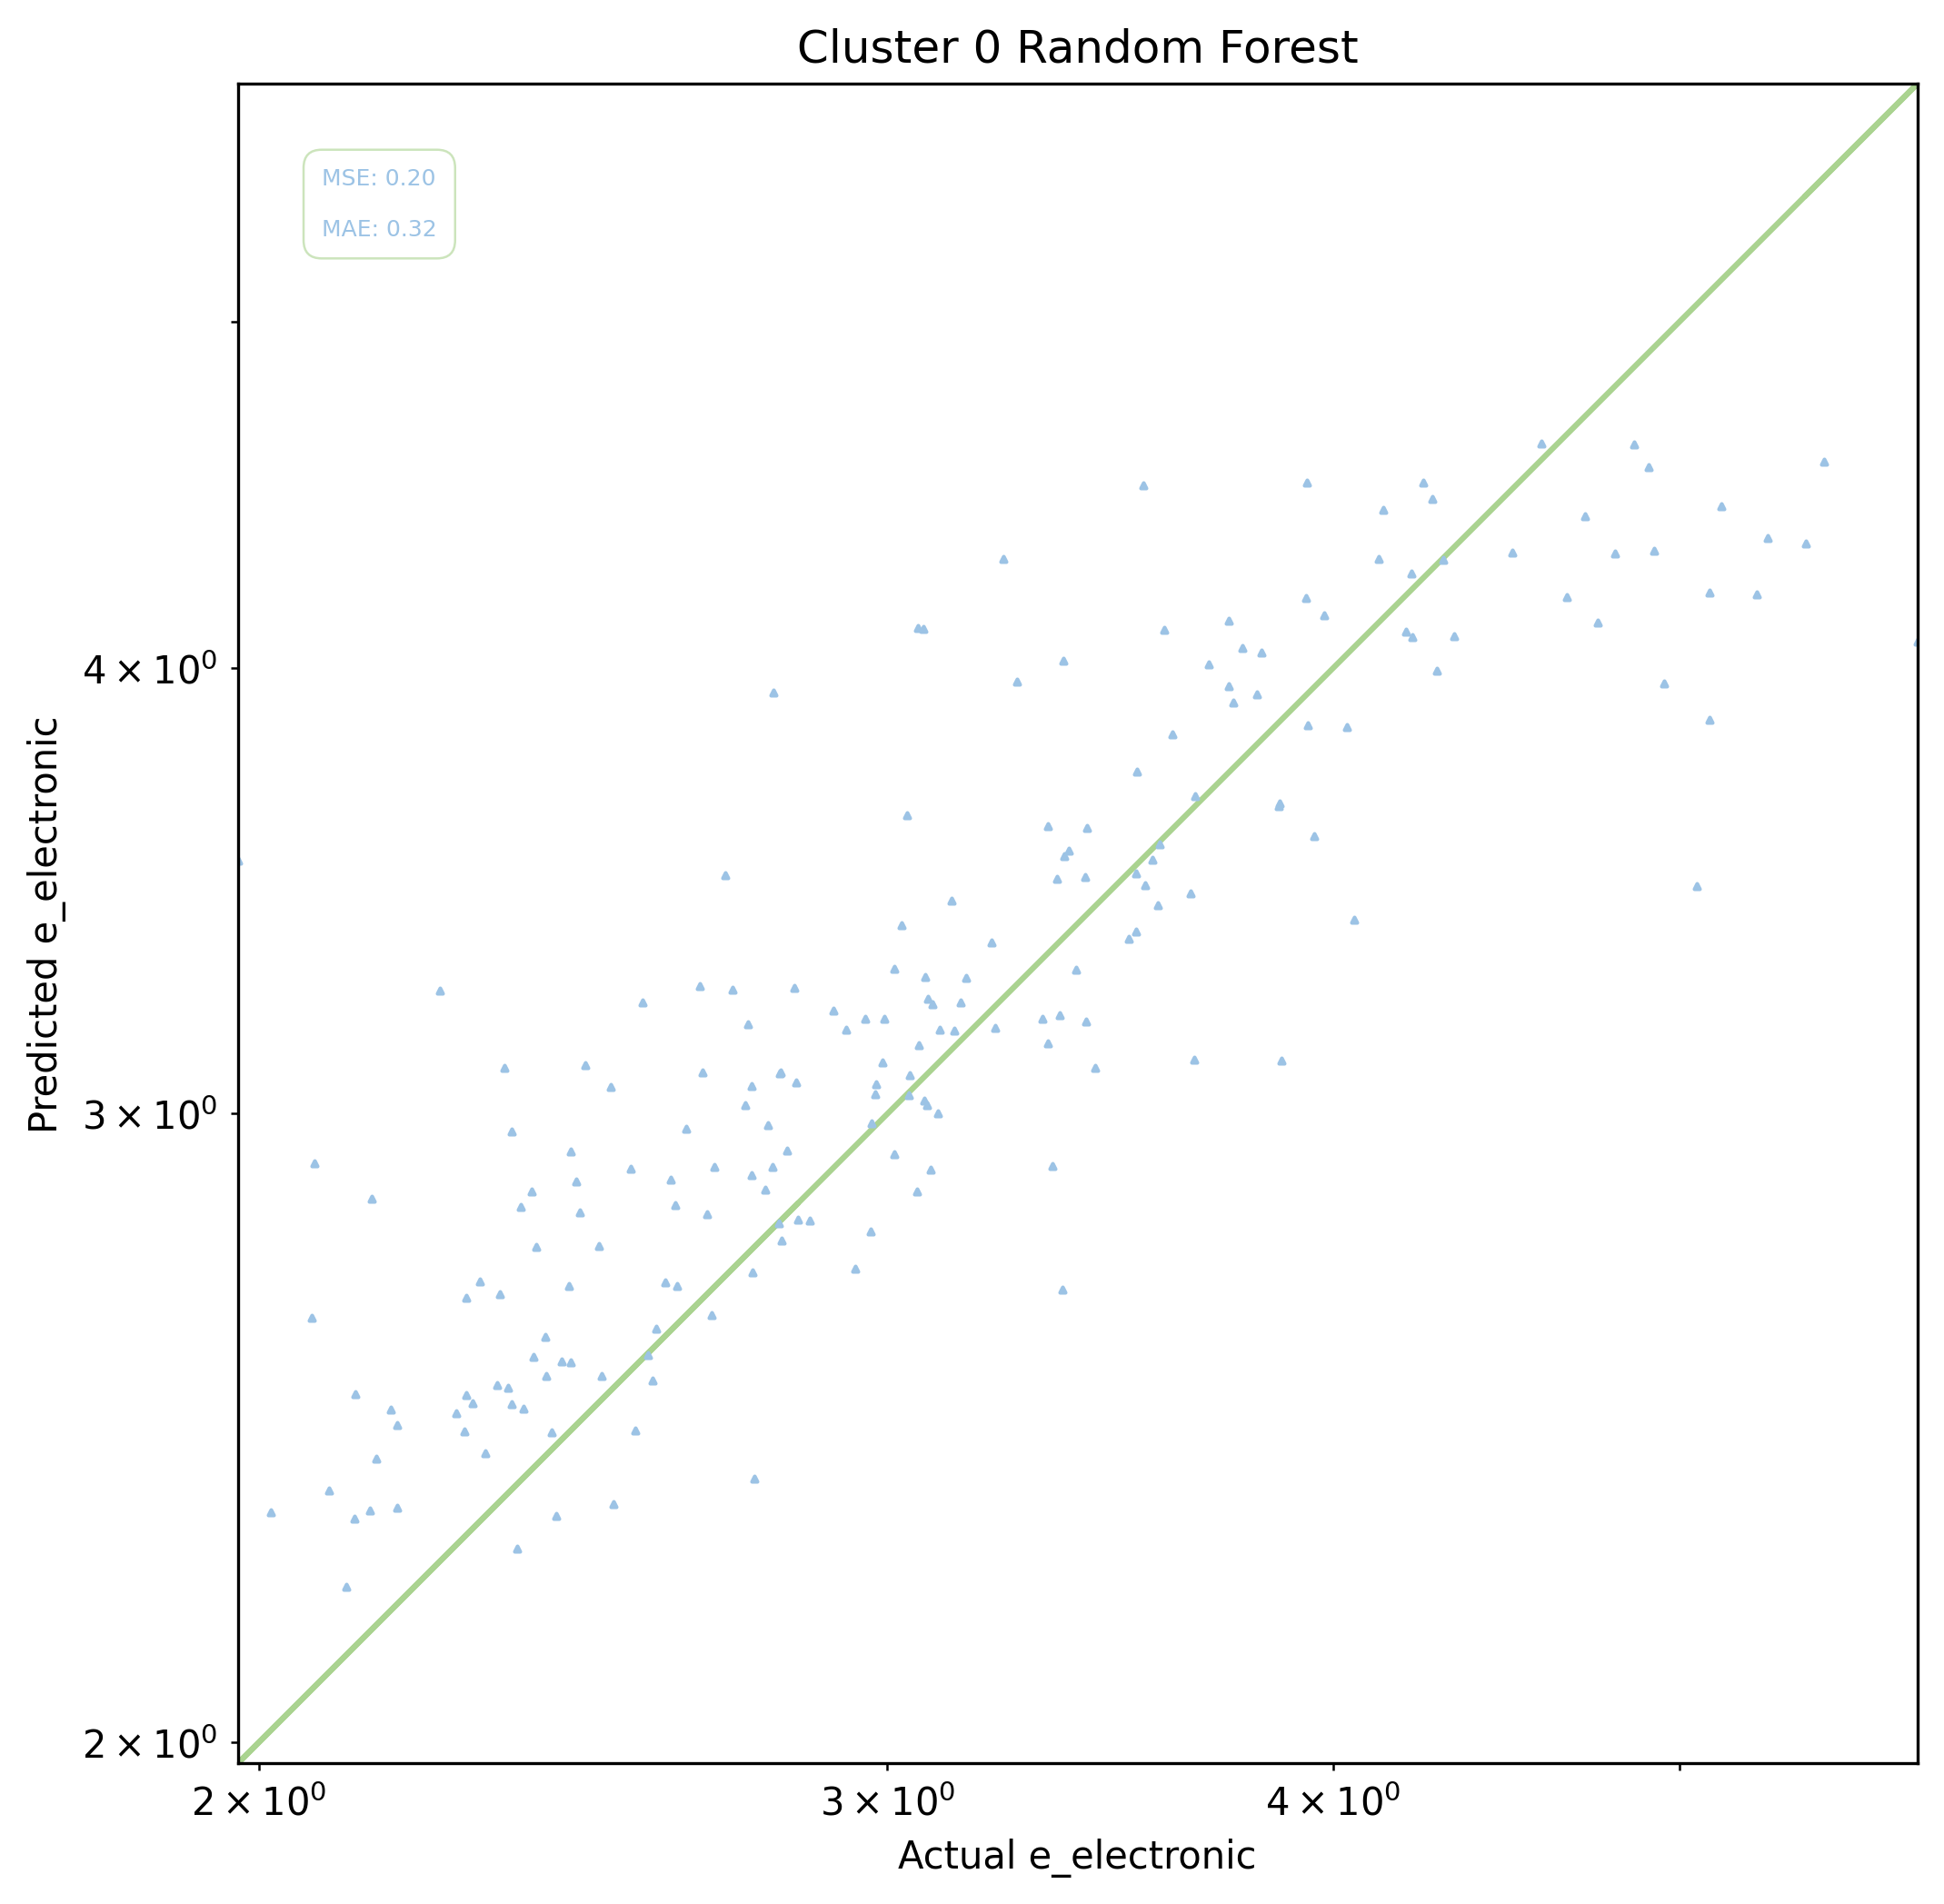 Cluster 0 Random Forest
MSE: 0.20
MAE: 0.32
Predicted e_electronic
4 × 10⁰
3 × 10⁰
2 × 10⁰
2 × 10⁰
3 × 10⁰
4 × 10⁰
Actual e_electronic